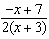 −x + 7
2(x + 3)